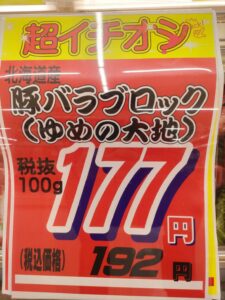 超イチオシ
北海道産
豚バラブロック
(ゆめの大地)
税抜
100g
177円
(税込価格) 192円